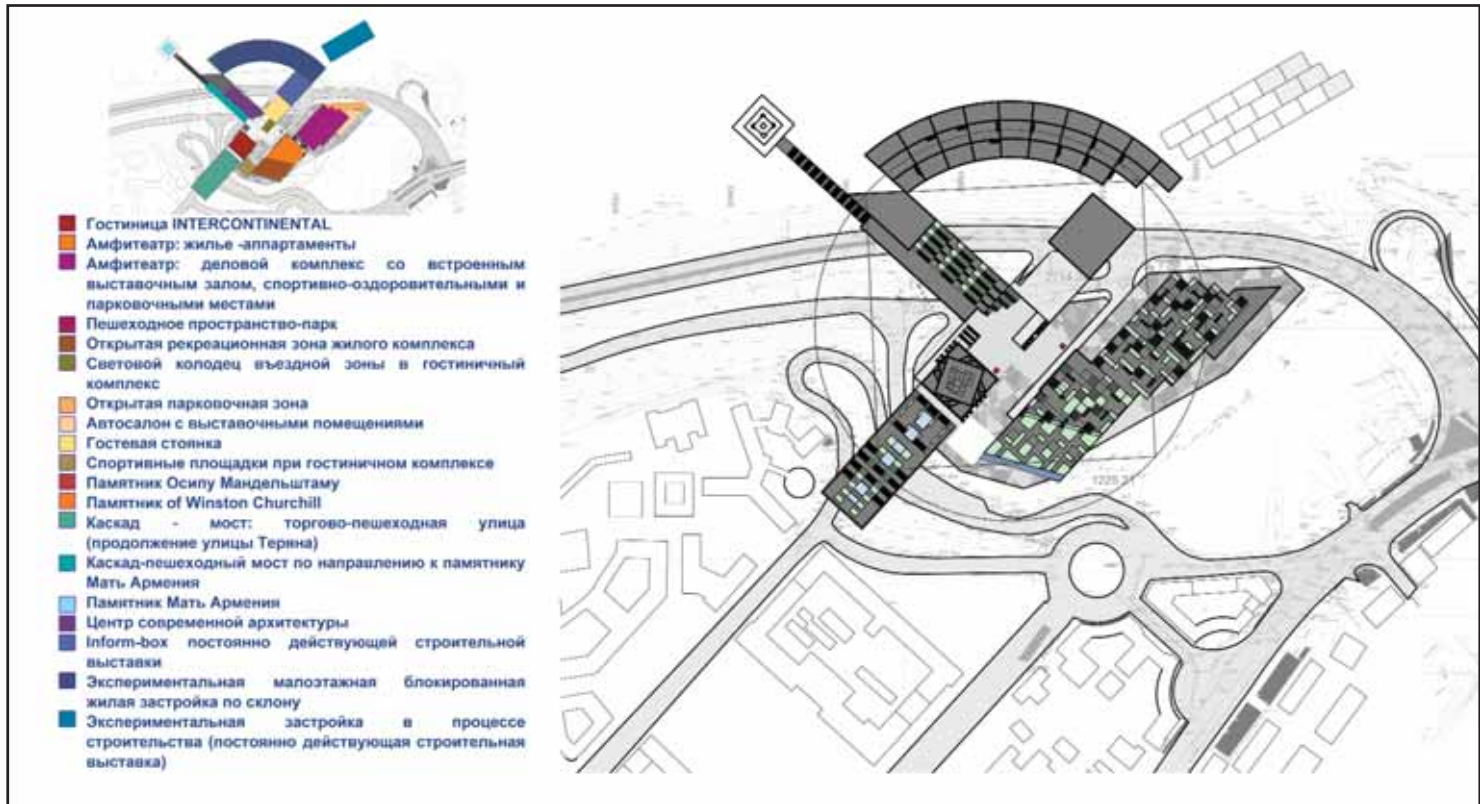 Гостиница INTERCONTINENTAL
Амфитеатр: жилье -аппартаменты
Амфитеатр: деловой комплекс со встроенным
выставочным залом, спортивно-оздоровительными и
парковочными местами
Пешеходное пространство-парк
Открытая рекреационная зона жилого комплекса
Световой колодец въездной зоны в гостиничный
комплекс
Открытая парковочная зона
Автосалон с выставочными помещениями
Гостевая стоянка
Спортивные площадки при гостиничном комплексе
Памятник Осипу Мандельштаму
Памятник of Winston Churchill
Каскад - мост: торгово-пешеходная улица
(продолжение улицы Теряна)
Каскад-пешеходный мост по направлению к памятнику
Мать Армения
Памятник Мать Армения
Центр современной архитектуры
Inform-box постоянно действующей строительной
выставки
Экспериментальная малоэтажная блокированная
жилая застройка по склону
Экспериментальная застройка в процессе
строительства (постоянно действующая строительная
выставка)